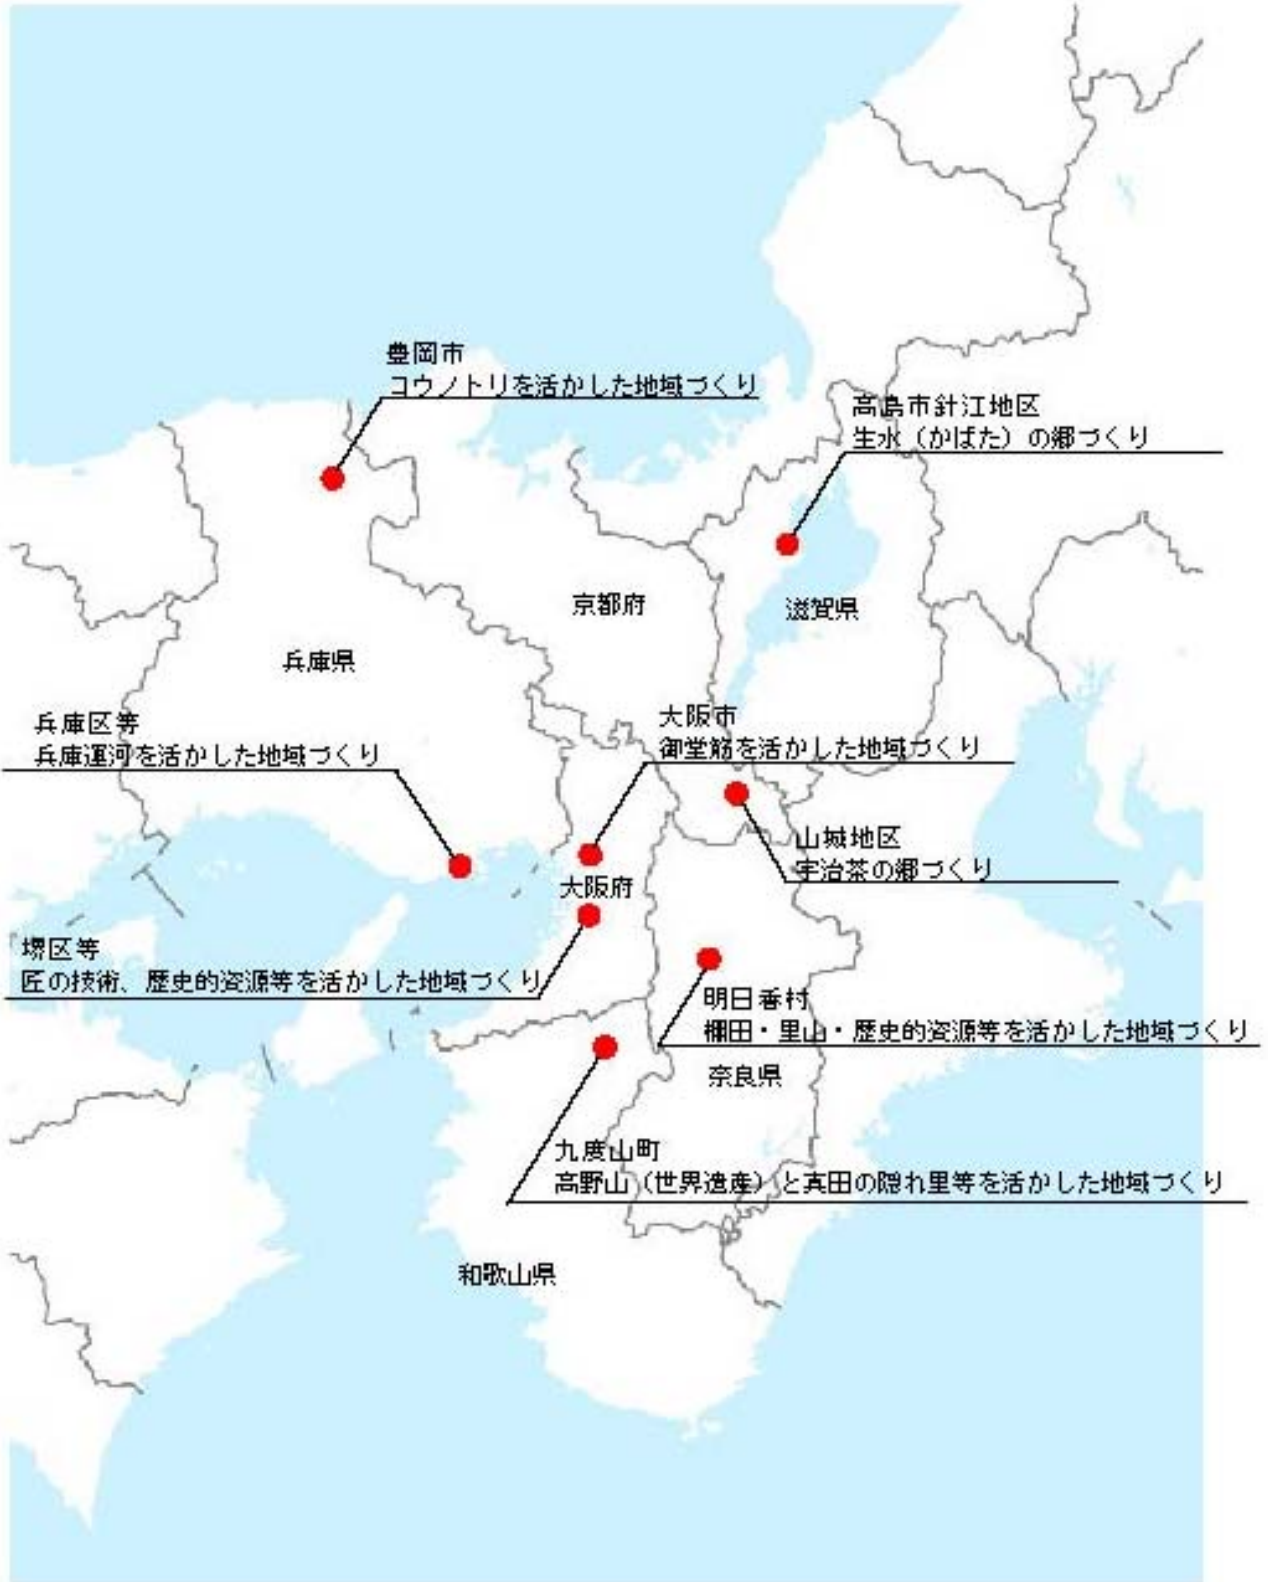 豊岡市
コウノトリを活かした地域づくり
高島市針江地区
生水（かばた）の郷づくり
京都府
滋賀県
兵庫県
兵庫区等
兵庫運河を活かした地域づくり
大阪市
御堂筋を活かした地域づくり
山城地区
宇治茶の郷づくり
大阪府
堺区等
匠の技術、歴史的資源等を活かした地域づくり
明日香村
棚田・里山・歴史的資源等を活かした地域づくり
奈良県
九度山町
高野山（世界遺産）と真田の隠れ里等を活かした地域づくり
和歌山県